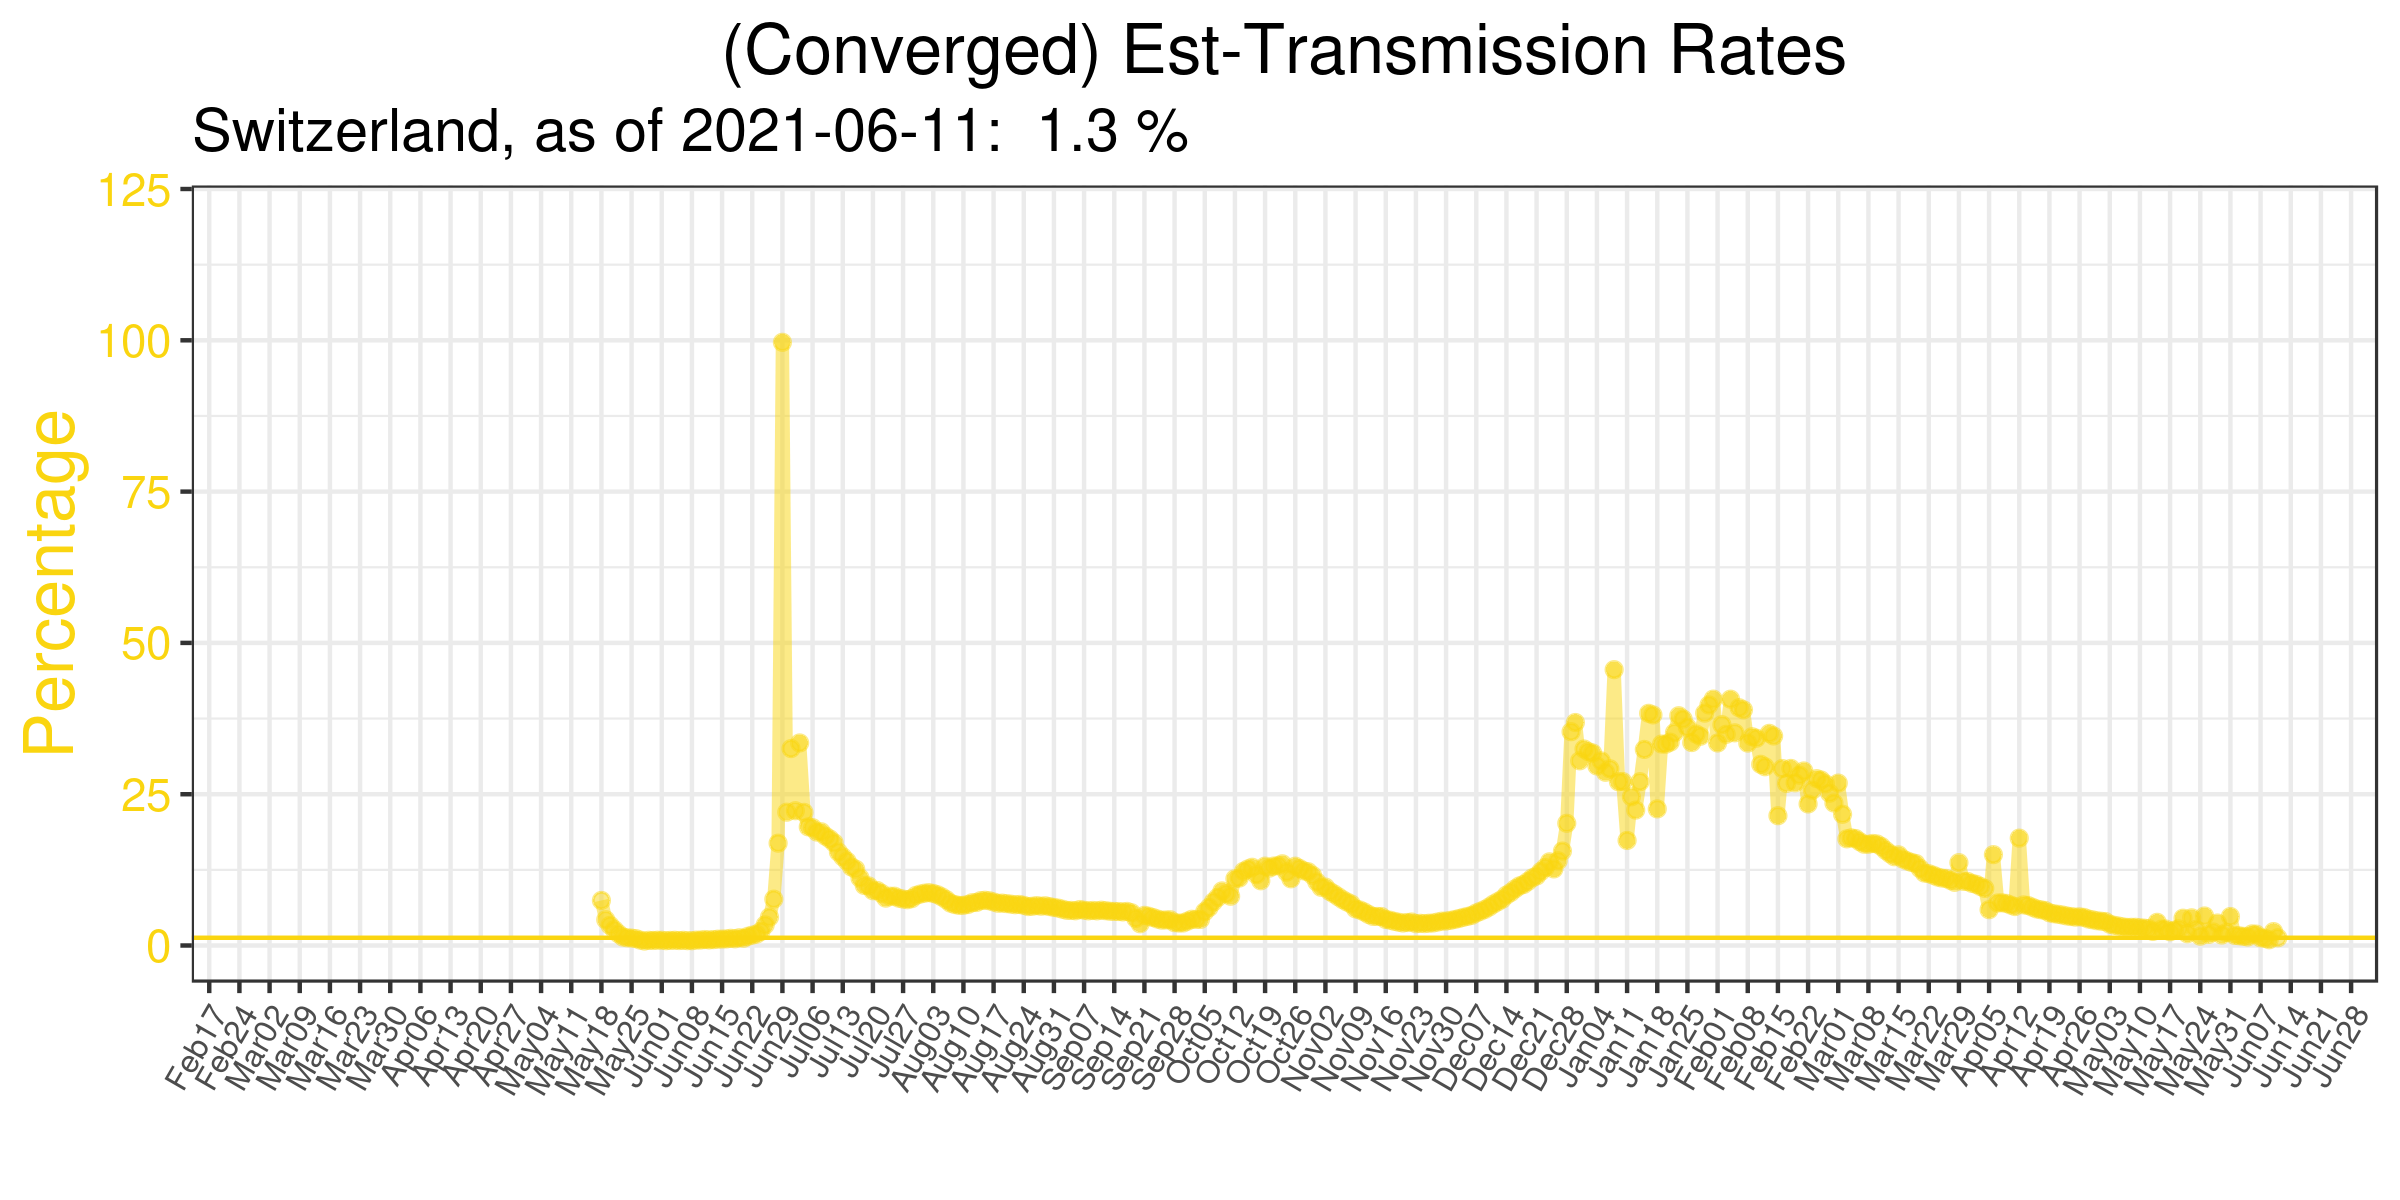 (Converged) Est-Transmission Rates
Switzerland, as of 2021-06-11:  1.3 %
Percentage
125
100
75
50
25
0
Feb17
Feb24
Mar02
Mar09
Mar16
Mar23
Mar30
Apr06
Apr13
Apr20
Apr27
May04
May11
May18
May25
Jun01
Jun08
Jun15
Jun22
Jun29
Jul06
Jul13
Jul20
Jul27
Aug03
Aug10
Aug17
Aug24
Aug31
Sep07
Sep14
Sep21
Sep28
Oct05
Oct12
Oct19
Oct26
Nov02
Nov09
Nov16
Nov23
Nov30
Dec07
Dec14
Dec21
Dec28
Jan04
Jan11
Jan18
Jan25
Feb01
Feb08
Feb15
Feb22
Mar01
Mar08
Mar15
Mar22
Mar29
Apr05
Apr12
Apr19
Apr26
May03
May10
May17
May24
May31
Jun07
Jun14
Jun21
Jun28